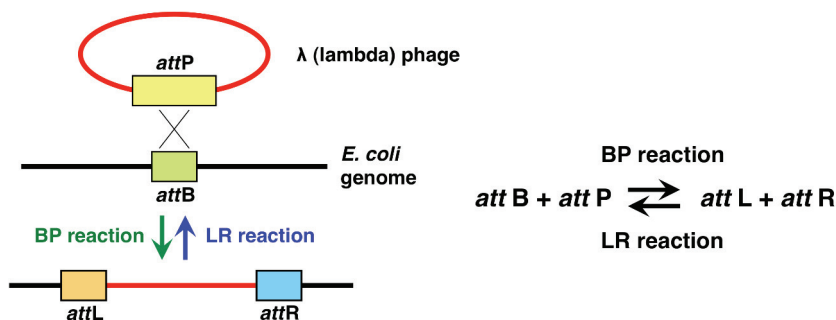 attP
λ (lambda) phage
E. coli
genome
attB
BP reaction
LR reaction
attL
attR
BP reaction
att B + att P
att L + att R
LR reaction